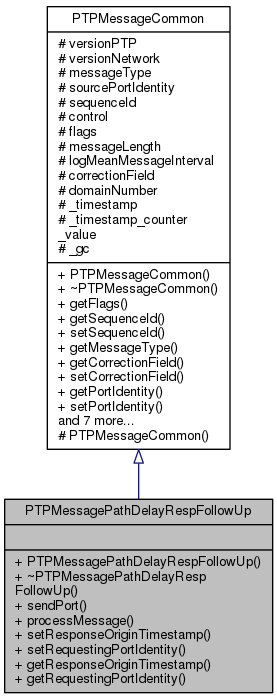 PTPMessageCommon
# versionPTP
# versionNetwork
# messageType
# sourcePortIdentity
# sequenceId
# control
# flags
# messageLength
# logMeanMessageInterval
# correctionField
# domainNumber
# _timestamp
# _timestamp_counter
_value
# _gc
+ PTPMessageCommon()
+ ~PTPMessageCommon()
+ getFlags()
+ getSequenceId()
+ setSequenceId()
+ getMessageType()
+ getCorrectionField()
+ setCorrectionField()
+ getPortIdentity()
+ setPortIdentity()
and 7 more...
# PTPMessageCommon()
PTPMessagePathDelayRespFollowUp
+ PTPMessagePathDelayRespFollowUp()
+ ~PTPMessagePathDelayResp
FollowUp()
+ sendPort()
+ processMessage()
+ setResponseOriginTimestamp()
+ setRequestingPortIdentity()
+ getResponseOriginTimestamp()
+ getRequestingPortIdentity()